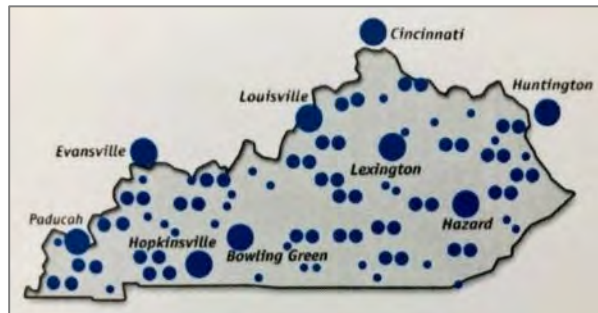 Cincinnati
Huntington
Louisville
Evansville
Lexington
Paducah
Hazard
Hopkinsville
Bowling Green